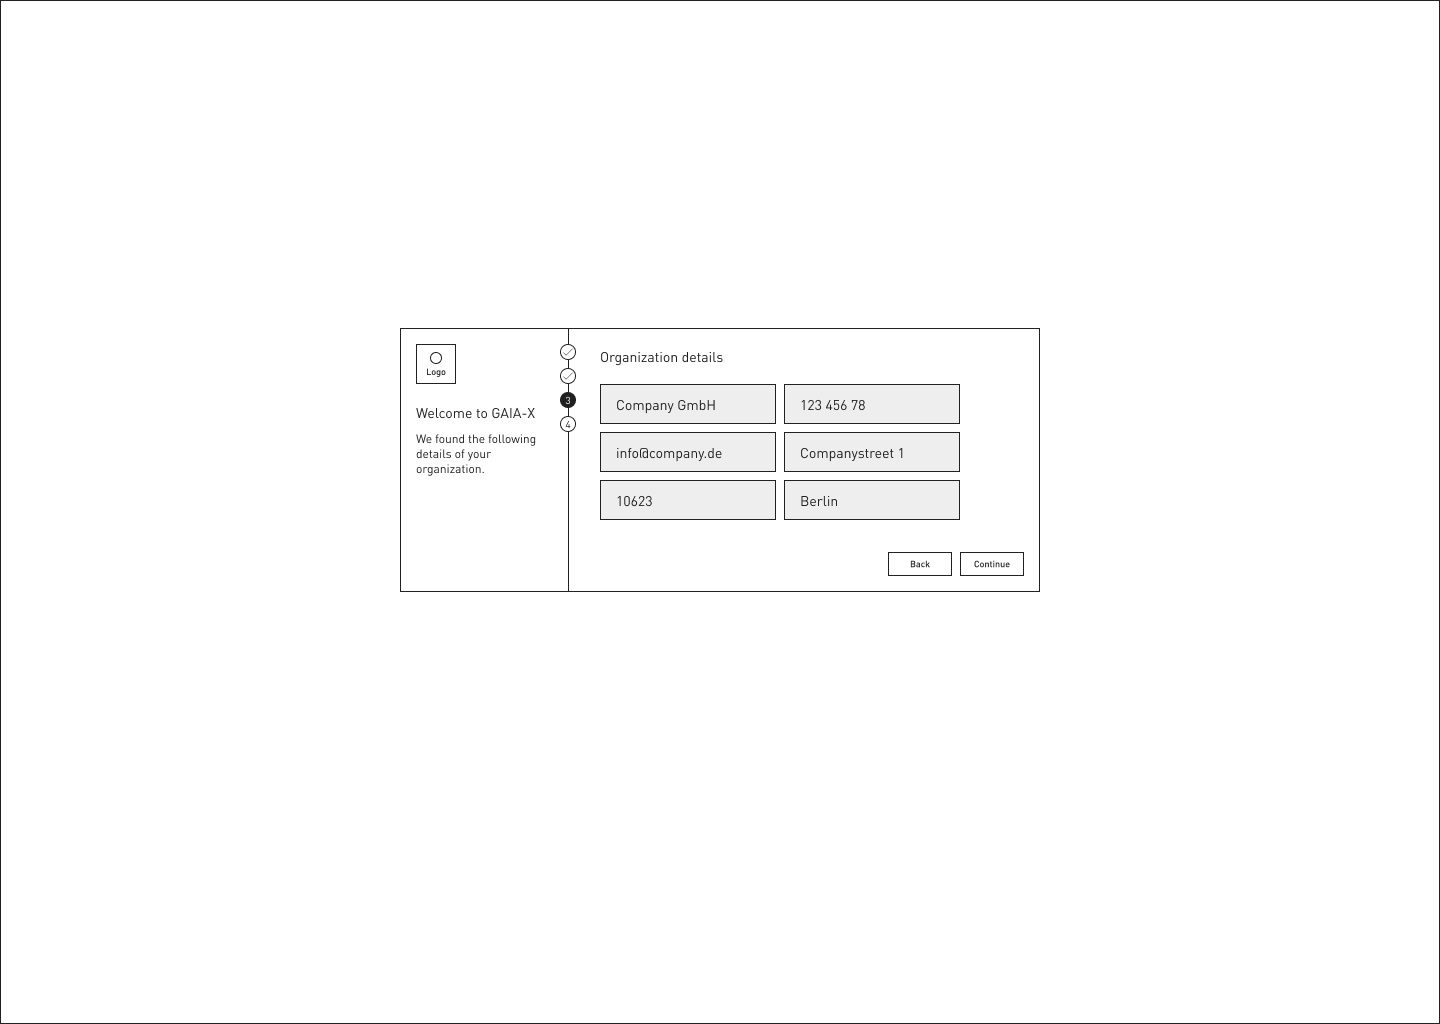 Logo
Welcome to GAIA-X
We found the following
details of your
organization.
3
4
Organization details
Company GmbH
123 456 78
info@company.de
Companystreet 1
10623
Berlin
Back
Continue